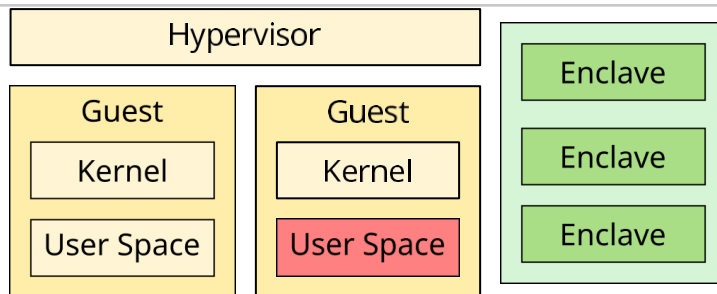 Hypervisor
Guest
Kernel
User Space
Guest
Kernel
User Space
Enclave
Enclave
Enclave